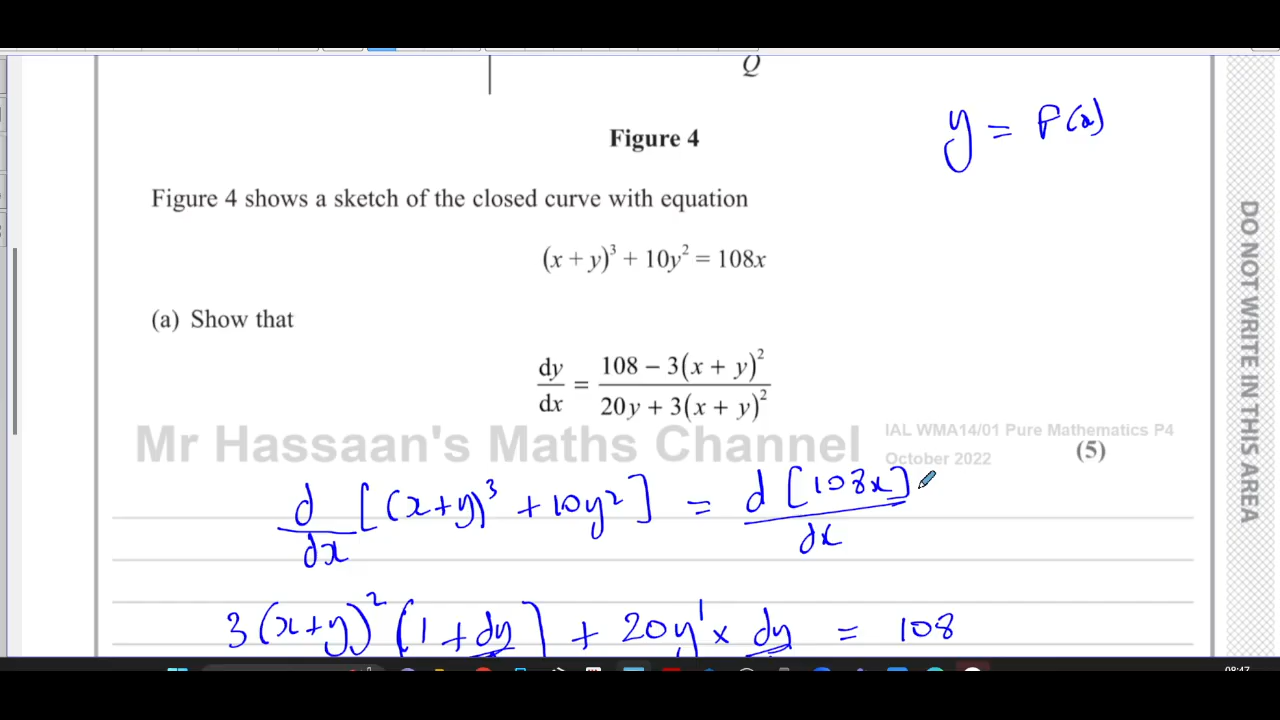 Q
Figure 4
y = f(x)
Figure 4 shows a sketch of the closed curve with equation
(x + y)³ + 10y² = 108x
(a) Show that
dy/dx = (108 − 3(x + y)²)/(20y + 3(x + y)²)
Mr Hassaan's Maths Channel
IAL WMA14/01 Pure Mathematics P4
October 2022
(5)
d/dx [(x+y)³ + 10y²] = d[108x]/dx
3(x+y)² (1 + dy
+ 20y¹ × dy = 108
DO NOT WRITE IN THIS AREA
08:47